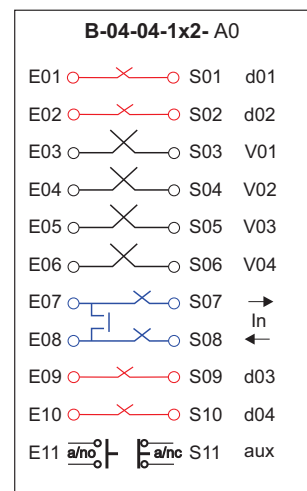 B-04-04-1x2- A0
E01 S01 d01
E02 S02 d02
E03 S03 V01
E04 S04 V02
E05 S05 V03
E06 S06 V04
E07 S07 →
In
E08 S08 ←
E09 S09 d03
E10 S10 d04
E11 a/no a/nc S11 aux